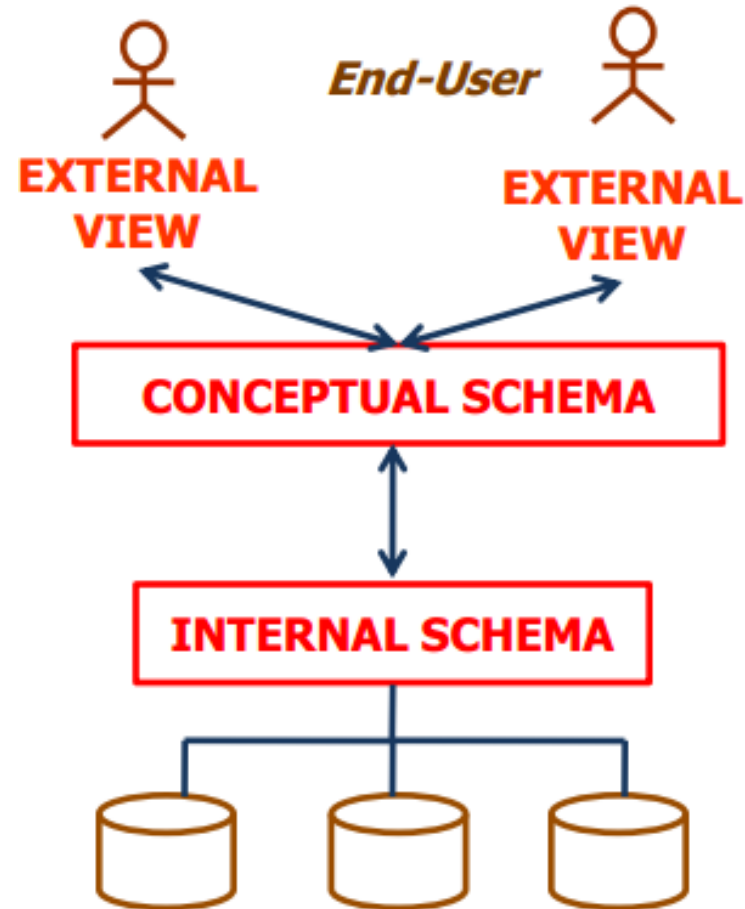 End-User
EXTERNAL
VIEW
EXTERNAL
VIEW
CONCEPTUAL SCHEMA
INTERNAL SCHEMA